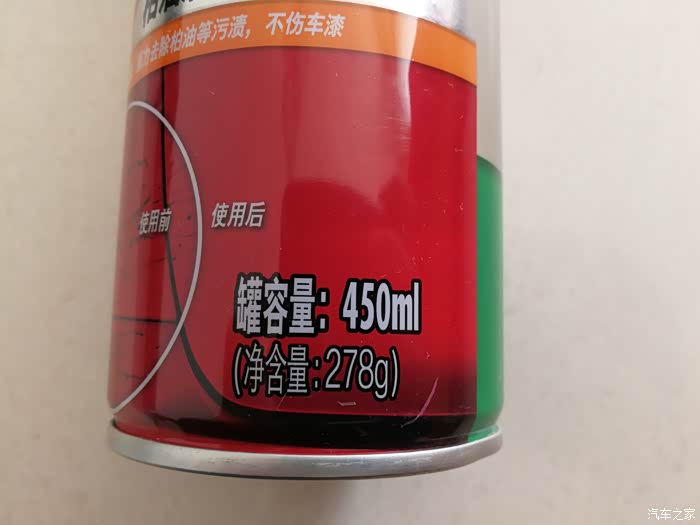 力去除柏油等污渍，不伤车漆
使用前
使用后
罐容量：450ml
(净含量:278g)
汽车之家